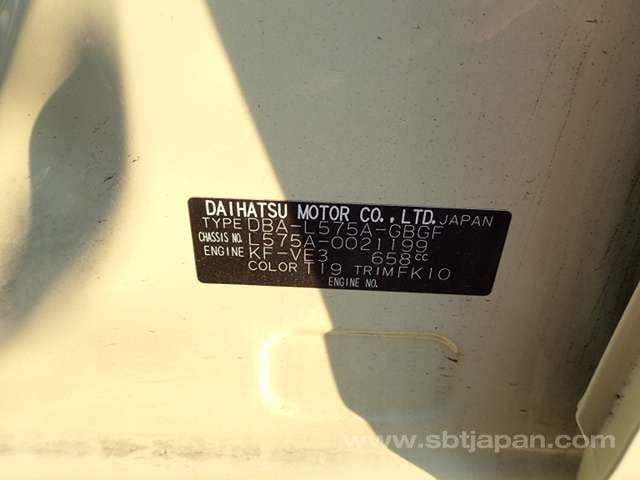 DAIHATSU MOTOR CO., LTD. JAPAN
TYPE DBA-L575A-GBGF
CHASSIS NO. L575A-0021199
ENGINE KF-VE3 658cc
COLOR T19 TRIM FK10
ENGINE NO.
www.sbtjapan.com